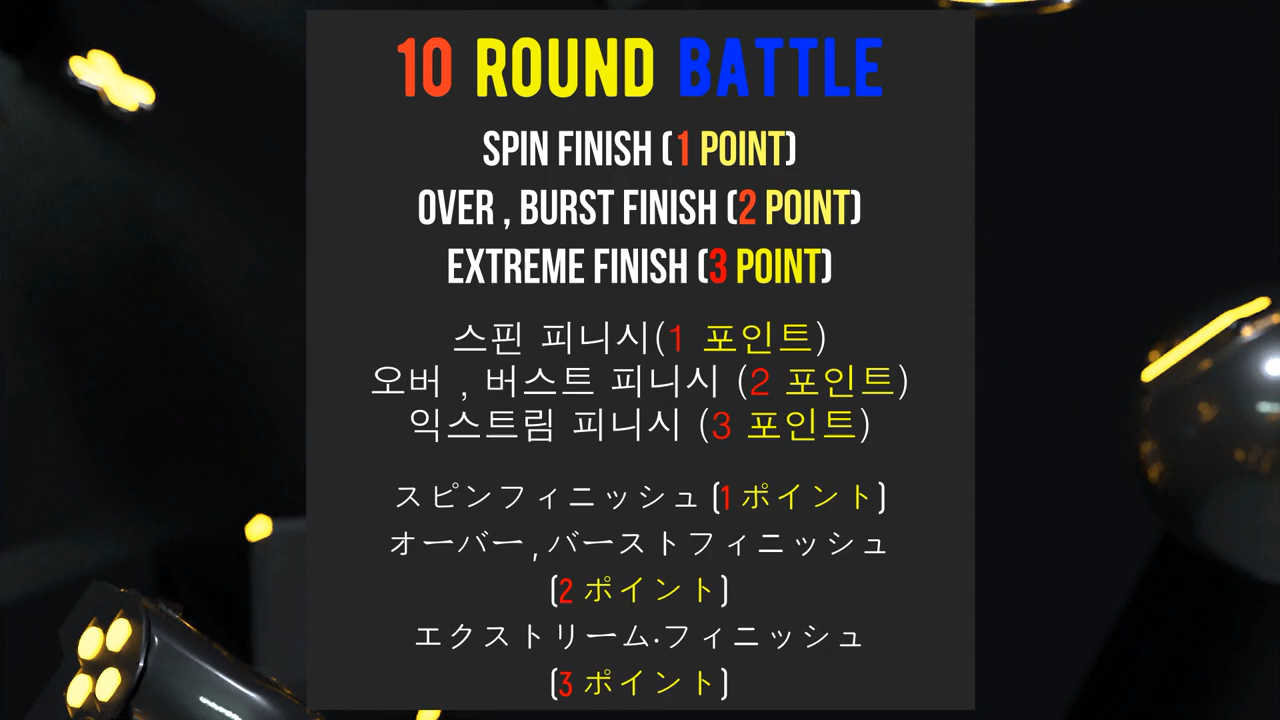 10 ROUND BATTLE
SPIN FINISH (1 POINT)
OVER , BURST FINISH (2 POINT)
EXTREME FINISH (3 POINT)
스핀 피니시(1 포인트)
오버 , 버스트 피니시 (2 포인트)
익스트림 피니시 (3 포인트)
スピンフィニッシュ (1 ポイント)
オーバー , バーストフィニッシュ
(2 ポイント)
エクストリーム·フィニッシュ
(3 ポイント)